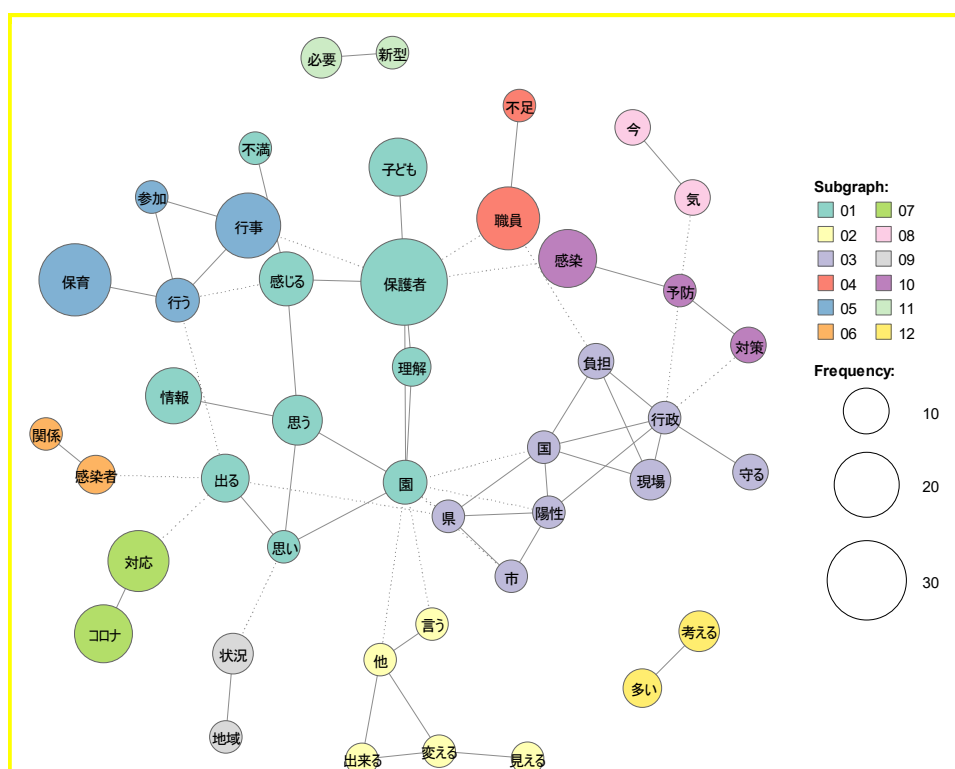 必要
新型
不足
今
不満
子ども
気
参加
行事
職員
感染
保育
行う
感じる
保護者
予防
対策
理解
負担
情報
思う
行政
関係
感染者
出る
園
国
現場
守る
県
陽性
思い
市
対応
コロナ
言う
状況
他
考える
多い
地域
出来る
変える
見える
Subgraph:
01
02
03
04
05
06
07
08
09
10
11
12
Frequency:
10
20
30